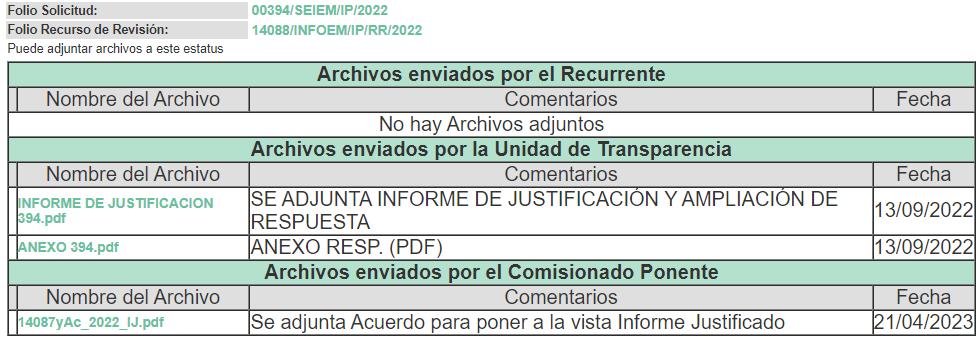 Folio Solicitud: 00394/SEIEM/IP/2022
Folio Recurso de Revisión: 14088/INFOEM/IP/RR/2022
Puede adjuntar archivos a este estatus
Archivos enviados por el Recurrente
Nombre del Archivo Comentarios Fecha
No hay Archivos adjuntos
Archivos enviados por la Unidad de Transparencia
Nombre del Archivo Comentarios Fecha
INFORME DE JUSTIFICACION 394.pdf SE ADJUNTA INFORME DE JUSTIFICACIÓN Y AMPLIACIÓN DE RESPUESTA 13/09/2022
ANEXO 394.pdf ANEXO RESP. (PDF) 13/09/2022
Archivos enviados por el Comisionado Ponente
Nombre del Archivo Comentarios Fecha
14087yAc_2022_IJ.pdf Se adjunta Acuerdo para poner a la vista Informe Justificado 21/04/2023